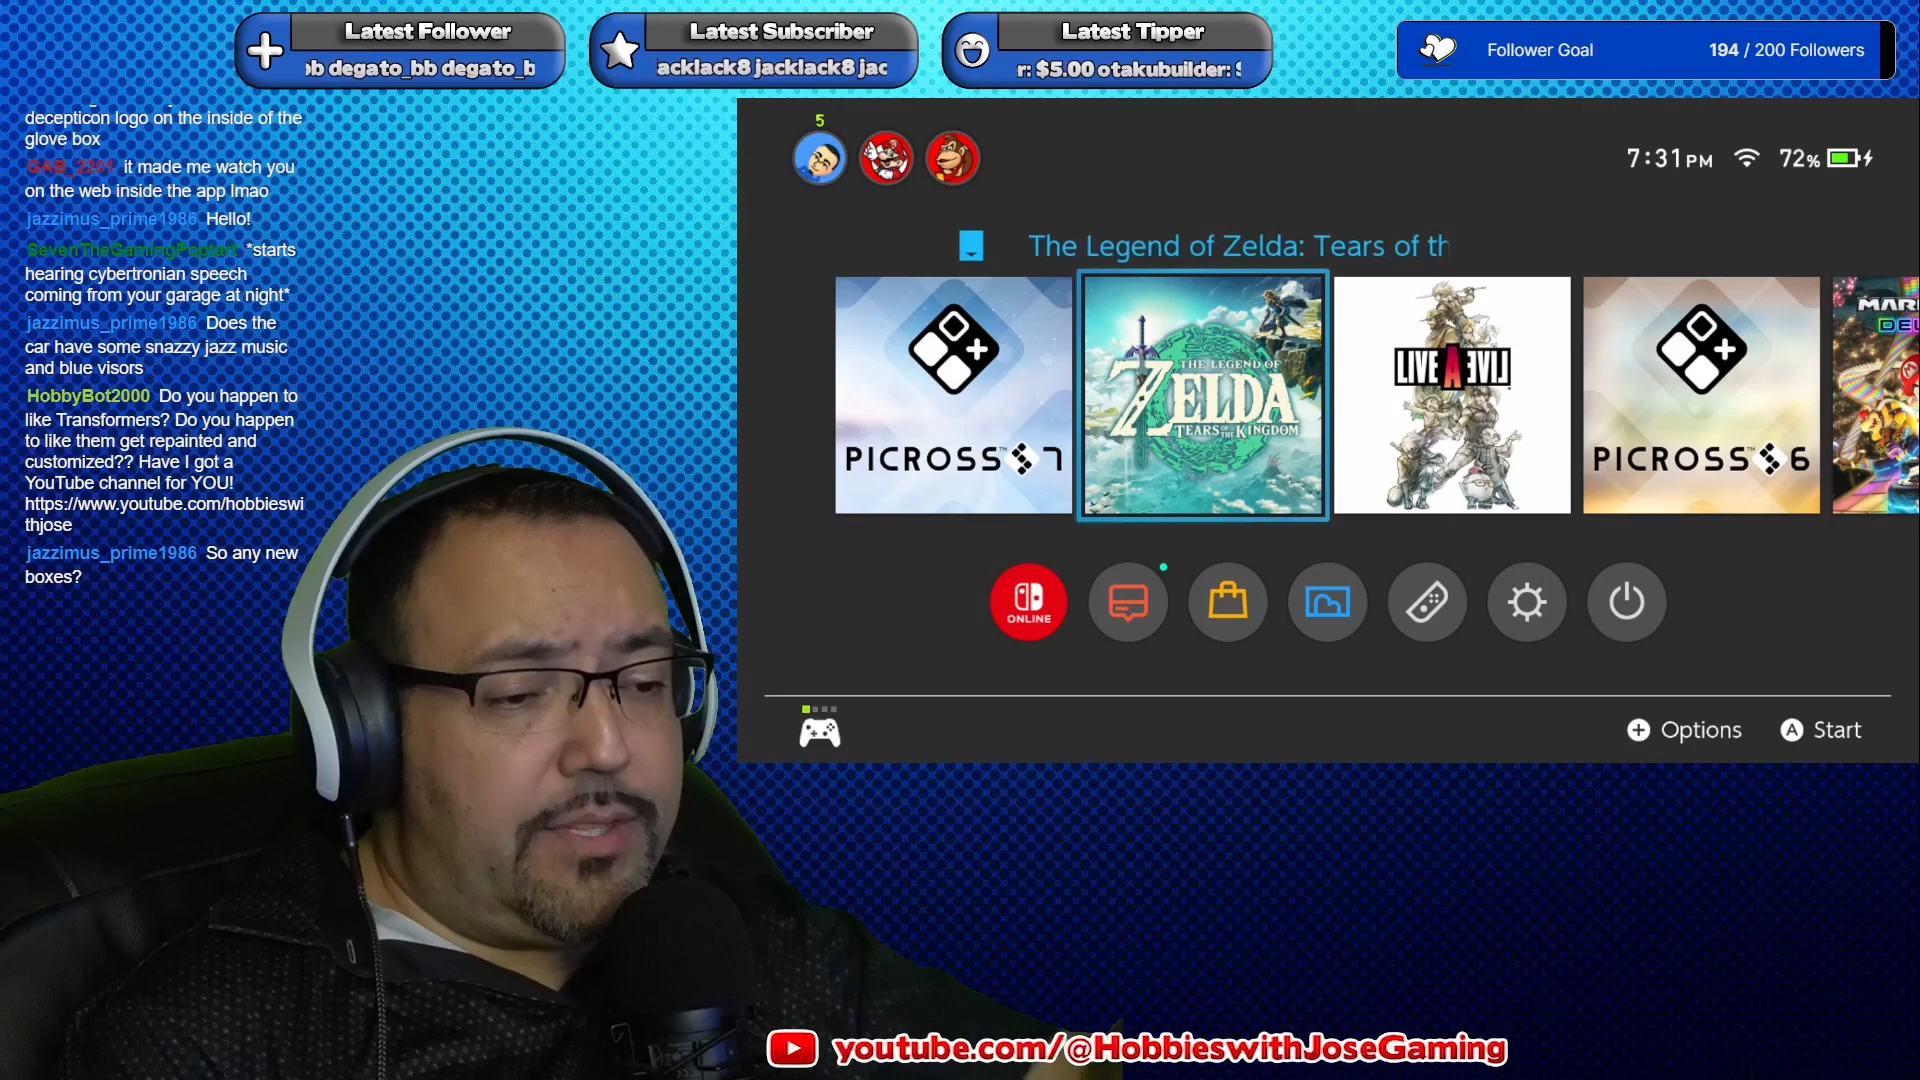 Latest Follower
degato_bb degato_b
Latest Subscriber
acklack8 jacklack8 jac
Latest Tipper
r: $5.00 otakubuilder:
Follower Goal
194 / 200 Followers
decepticon logo on the inside of the
glove box
GAB_2201 it made me watch you
on the web inside the app lmao
jazzimus_prime1986 Hello!
SevenTheGamingPoptart *starts
hearing cybertronian speech
coming from your garage at night*
jazzimus_prime1986 Does the
car have some snazzy jazz music
and blue visors
HobbyBot2000 Do you happen to
like Transformers? Do you happen
to like them get repainted and
customized?? Have I got a
YouTube channel for YOU!
https://www.youtube.com/hobbieswi
thjose
jazzimus_prime1986 So any new
boxes?
5
7:31 PM
72%
The Legend of Zelda: Tears of th
PICROSS™ S 7
THE LEGEND OF
ZELDA
TEARS OF THE KINGDOM
LIVE A LIVE
PICROSS™ S 6
MAR
DEL
ONLINE
+ Options
A Start
youtube.com/@HobbieswithJoseGaming